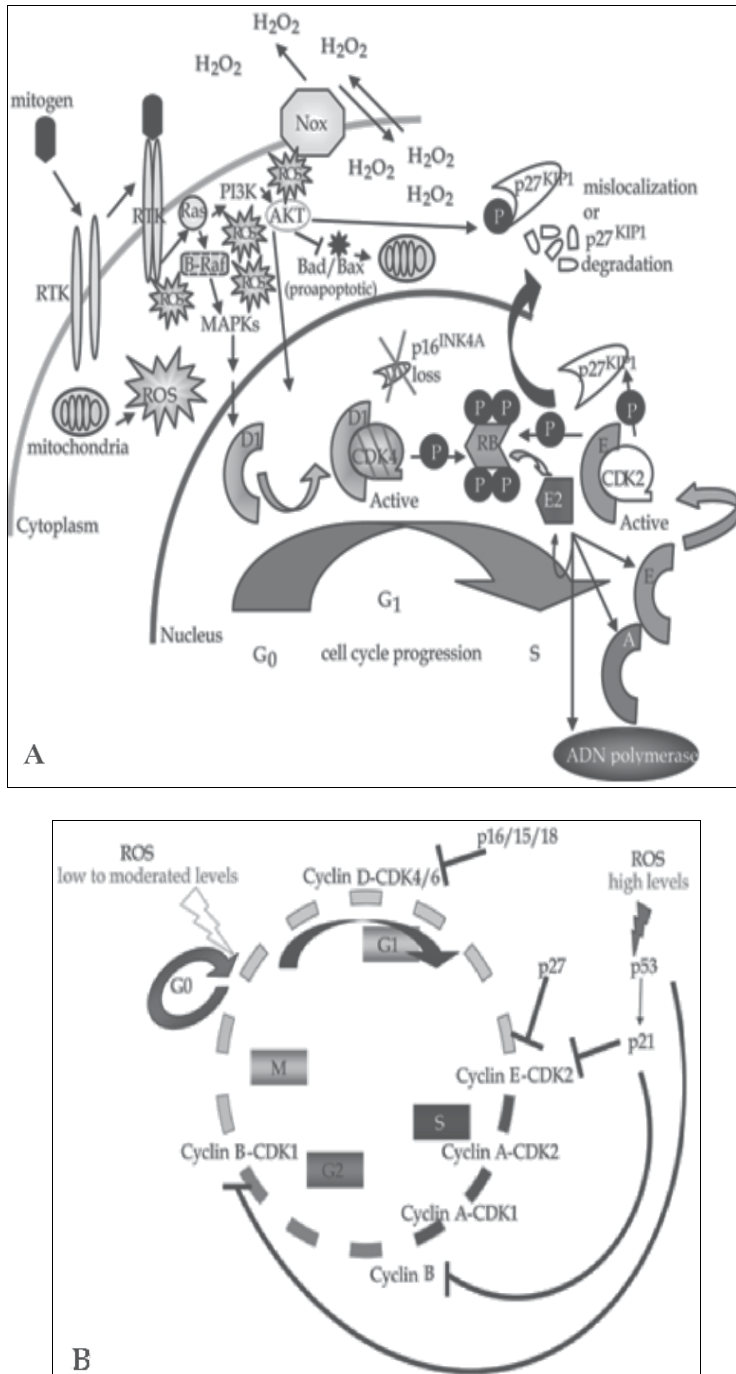 H2O2
H2O2
H2O2
mitogen
Nox
H2O2
H2O2
H2O2
ROS
PI3K
RTK
Ras
AKT
ROS
p27KIP1
P
mislocalization
or
p27KIP1
degradation
B-Raf
ROS
Bad/Bax
(proapoptotic)
RTK
ROS
MAPKs
ROS
mitochondria
p16INK4A
loss
p27KIP1
D1
D1
CDK4
Active
P
P
P
RB
P
P
P
P
E
CDK2
Active
E2
Cytoplasm
E
G1
Nucleus
G0
cell cycle progression
S
A
ADN polymerase
A
p16/15/18
ROS
low to moderated levels
Cyclin D-CDK4/6
ROS
high levels
G1
p27
p53
G0
p21
M
Cyclin E-CDK2
S
Cyclin B-CDK1
G2
Cyclin A-CDK2
Cyclin A-CDK1
Cyclin B
B